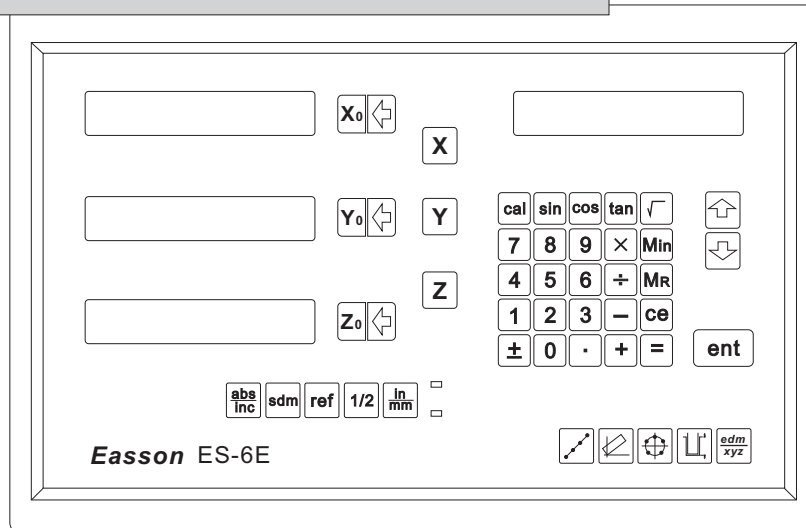 X0
X
Y0 Y
Z
Z0
cal sin cos tan √
7 8 9 × Min
4 5 6 ÷ MR
1 2 3 − ce
± 0 · + =
ent
abs/inc sdm ref 1/2 in/mm
Easson ES-6E
edm/xyz